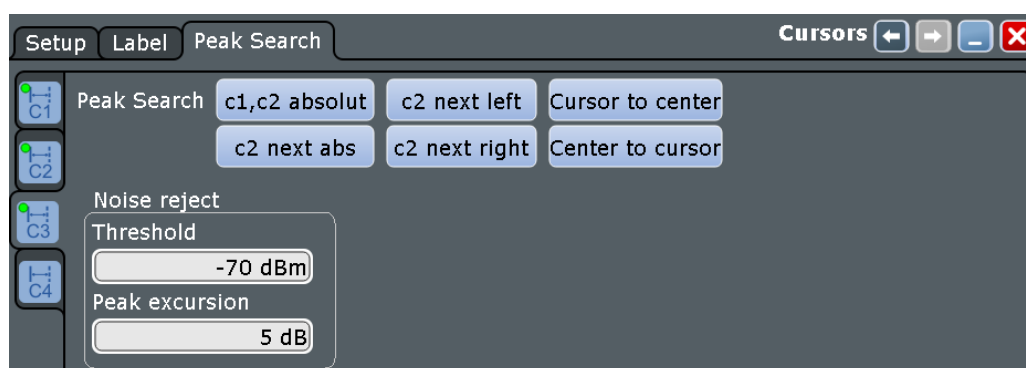 Setup Label Peak Search Cursors
C1 Peak Search c1,c2 absolut c2 next left Cursor to center
C2 c2 next abs c2 next right Center to cursor
Noise reject
C3 Threshold
-70 dBm
C4 Peak excursion
5 dB